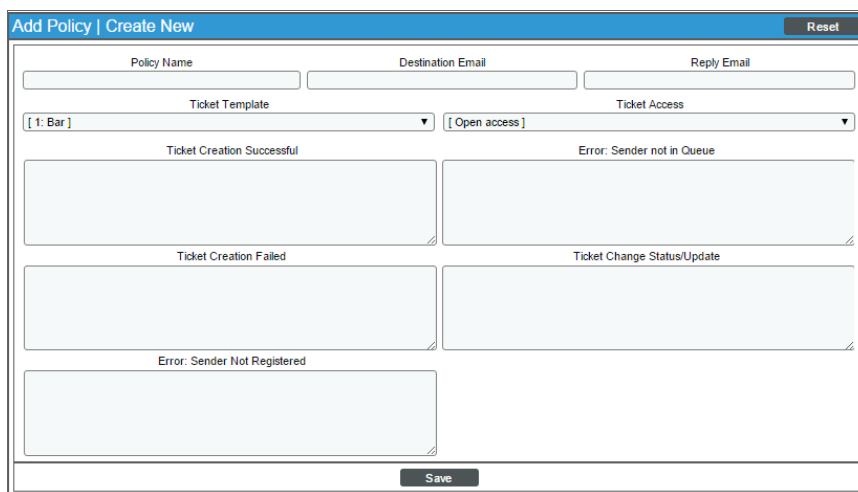 Add Policy | Create New Reset
Policy Name Destination Email Reply Email
Ticket Template Ticket Access
[ 1: Bar ] [ Open access ]
Ticket Creation Successful Error: Sender not in Queue
Ticket Creation Failed Ticket Change Status/Update
Error: Sender Not Registered
Save